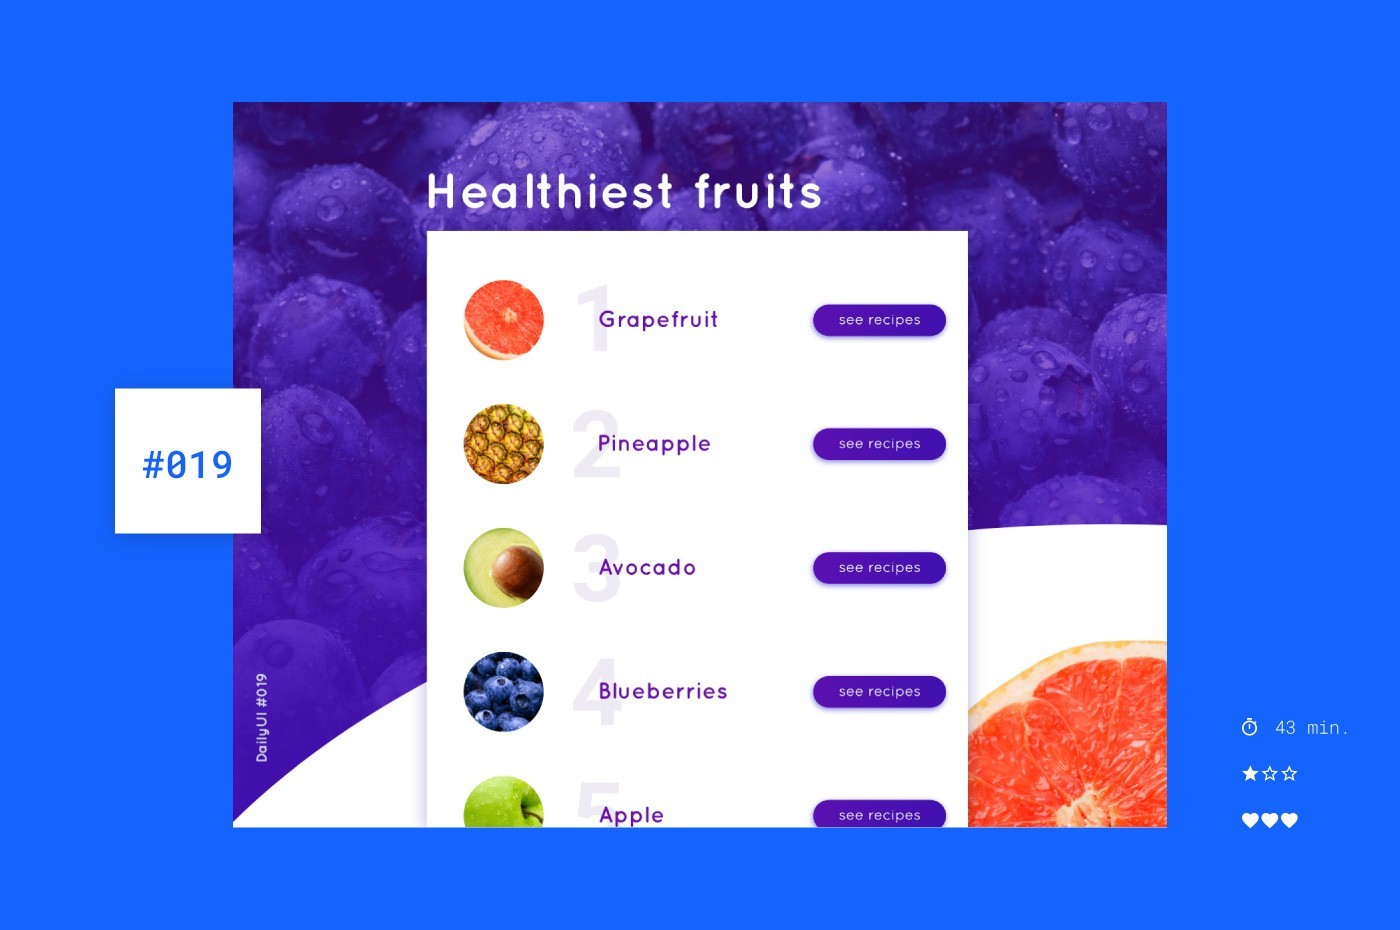 Healthiest fruits
1
Grapefruit
see recipes
2
Pineapple
see recipes
3
Avocado
see recipes
4
Blueberries
see recipes
5
Apple
see recipes
#019
DailyUI #019
43 min.